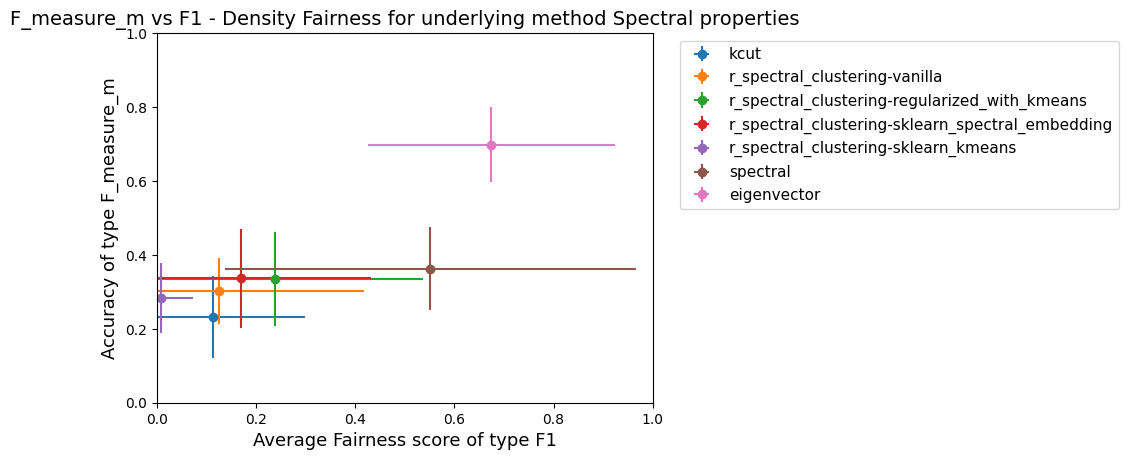 F_measure_m vs F1 - Density Fairness for underlying method Spectral properties
1.0
0.8
0.6
0.4
0.2
0.0
Accuracy of type F_measure_m
0.0 0.2 0.4 0.6 0.8 1.0
Average Fairness score of type F1
kcut
r_spectral_clustering-vanilla
r_spectral_clustering-regularized_with_kmeans
r_spectral_clustering-sklearn_spectral_embedding
r_spectral_clustering-sklearn_kmeans
spectral
eigenvector